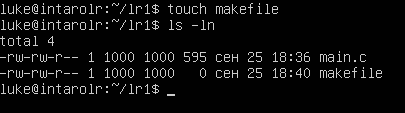 luke@intarolr:~/lr1$ touch makefile
luke@intarolr:~/lr1$ ls -ln
total 4
-rw-rw-r-- 1 1000 1000 595 сен 25 18:36 main.c
-rw-rw-r-- 1 1000 1000   0 сен 25 18:40 makefile
luke@intarolr:~/lr1$ _